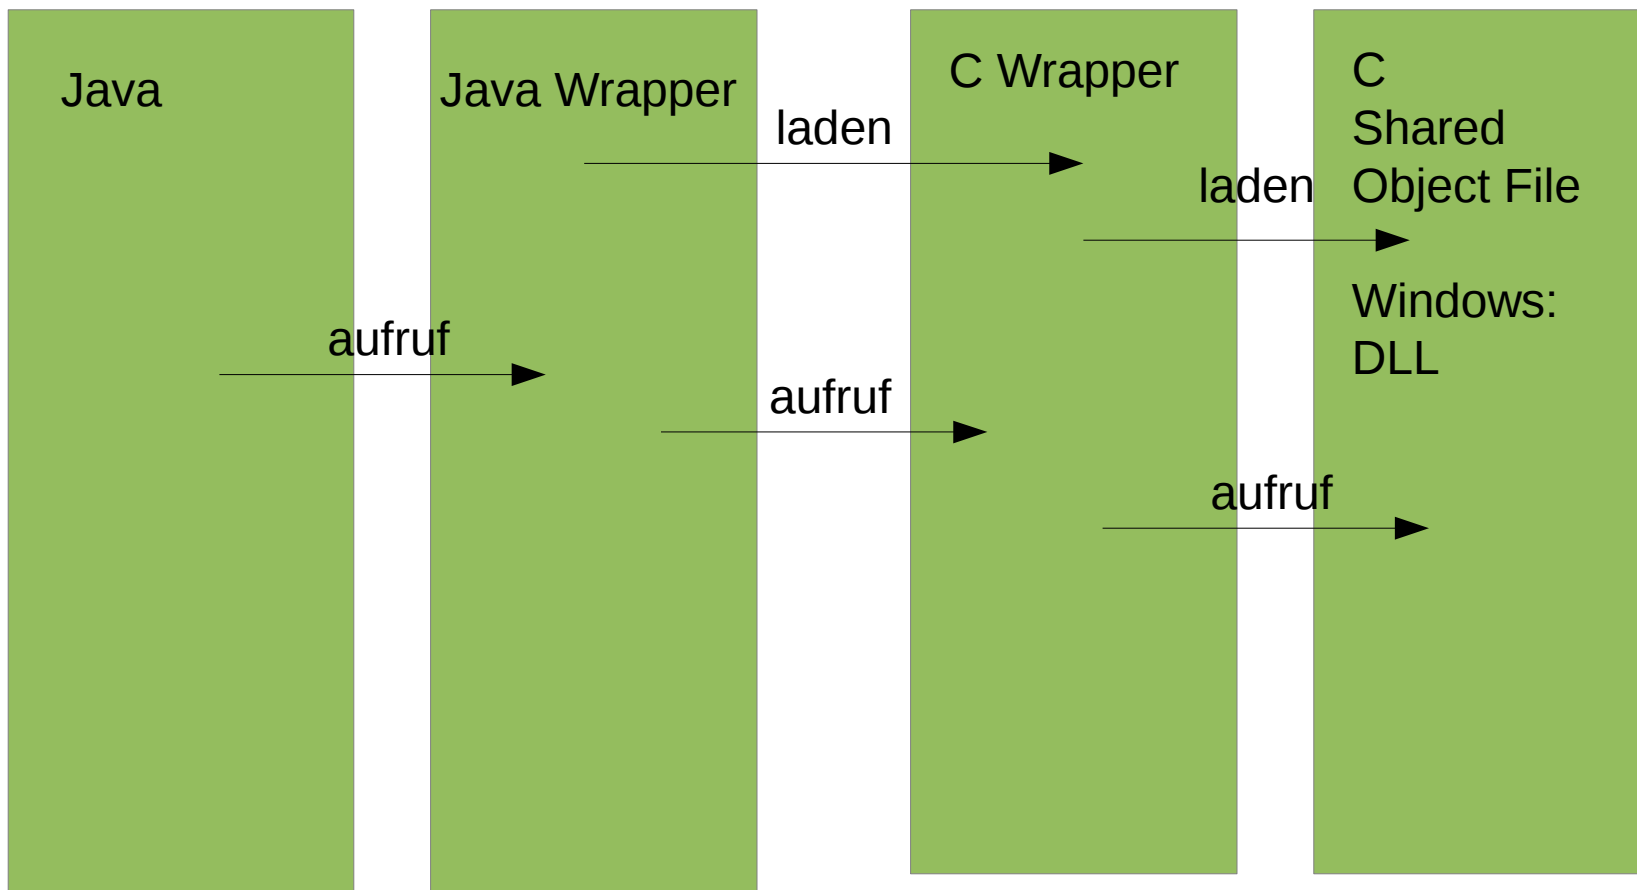 Java
Java Wrapper
C Wrapper
C
Shared
Object File
Windows:
DLL
laden
laden
aufruf
aufruf
aufruf